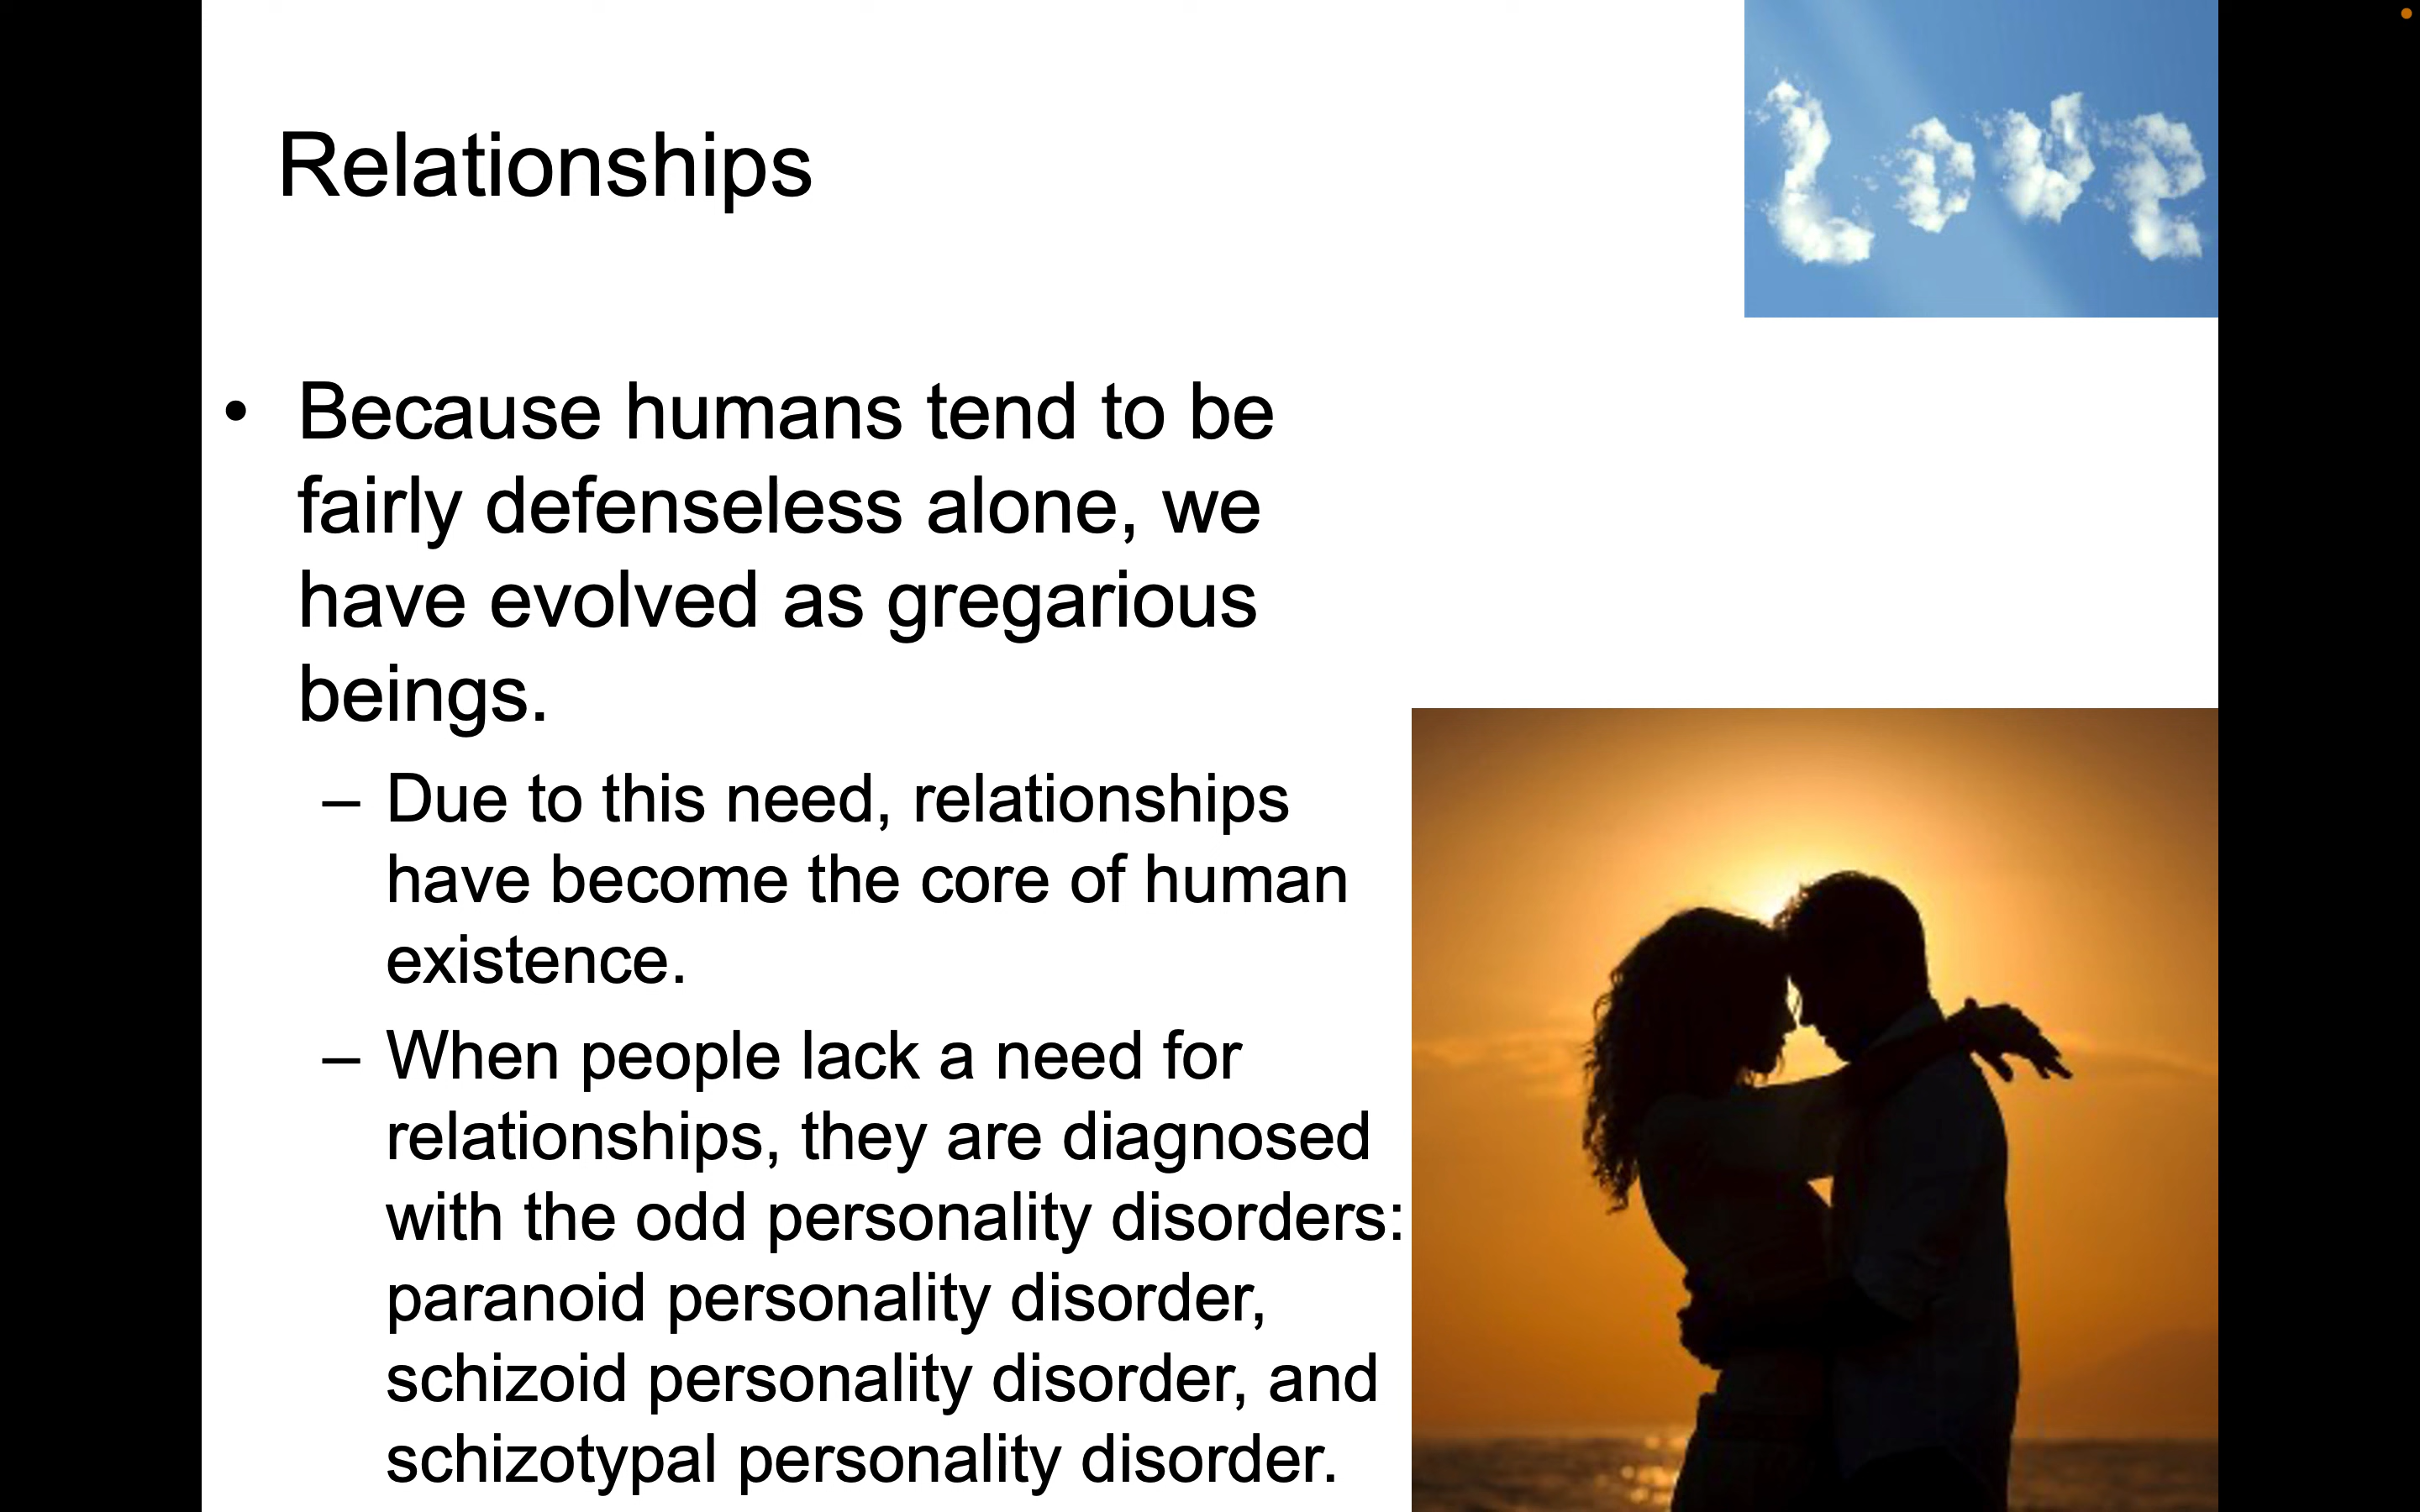 Love
Relationships
• Because humans tend to be
fairly defenseless alone, we
have evolved as gregarious
beings.
– Due to this need, relationships
have become the core of human
existence.
– When people lack a need for
relationships, they are diagnosed
with the odd personality disorders:
paranoid personality disorder,
schizoid personality disorder, and
schizotypal personality disorder.